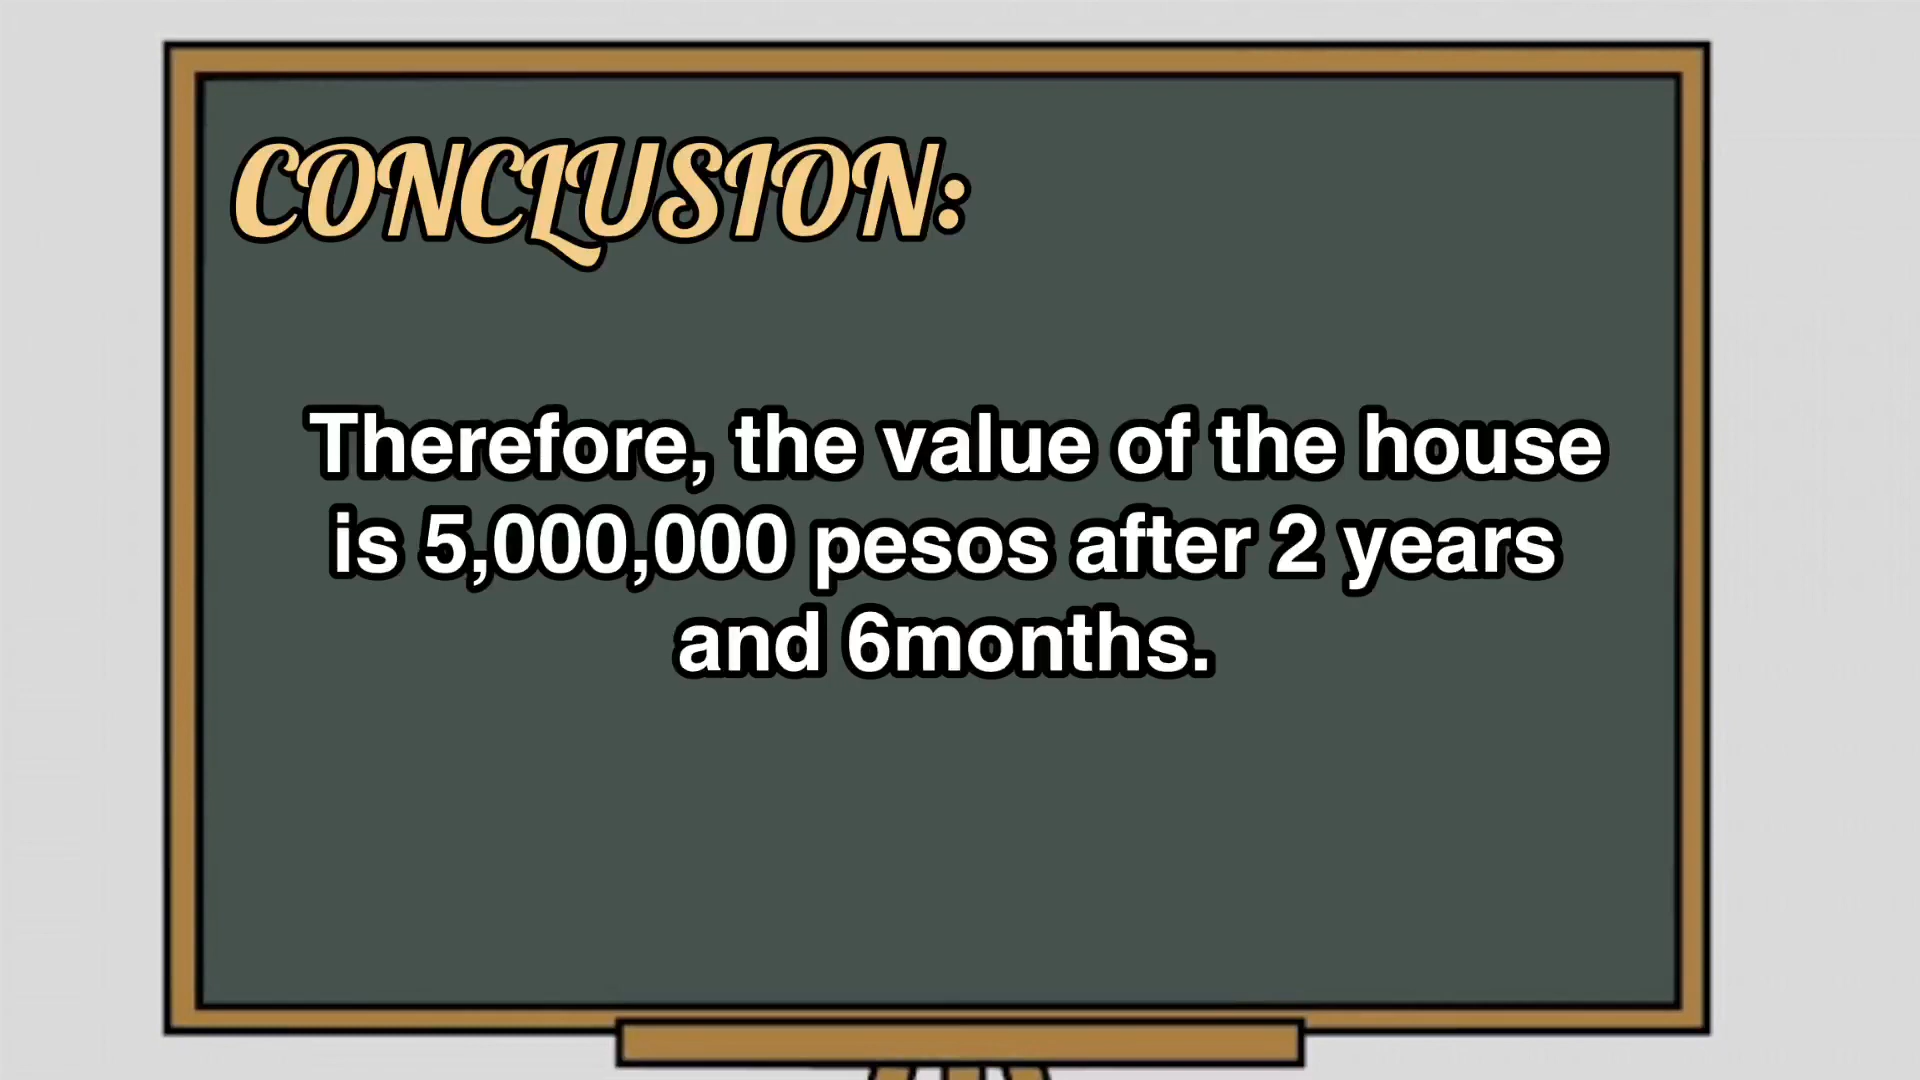 CONCLUSION:
Therefore, the value of the house
is 5,000,000 pesos after 2 years
and 6months.